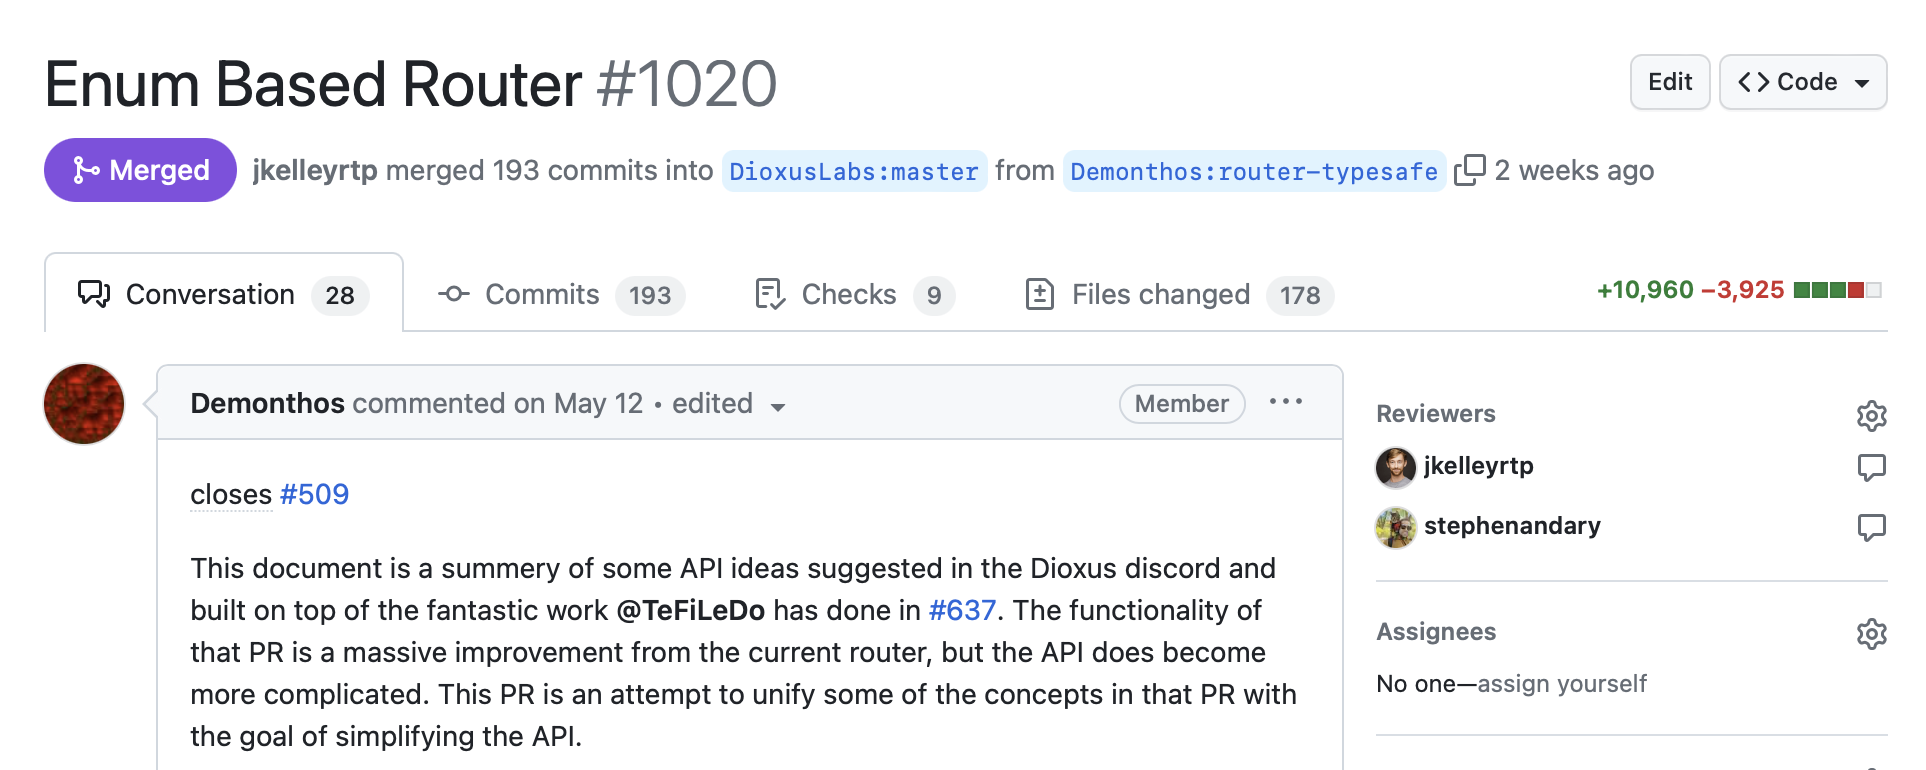 Enum Based Router #1020
Edit
<> Code
Merged
jkelleyrtp merged 193 commits into DioxusLabs:master from Demonthos:router-typesafe 2 weeks ago
Conversation 28
Commits 193
Checks 9
Files changed 178
+10,960 −3,925
Demonthos commented on May 12 • edited
Member
closes #509
This document is a summery of some API ideas suggested in the Dioxus discord and
built on top of the fantastic work @TeFiLeDo has done in #637. The functionality of
that PR is a massive improvement from the current router, but the API does become
more complicated. This PR is an attempt to unify some of the concepts in that PR with
the goal of simplifying the API.
Reviewers
jkelleyrtp
stephenandary
Assignees
No one—assign yourself